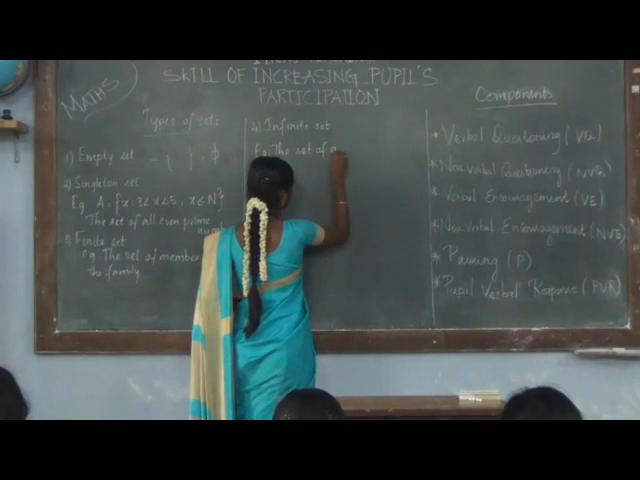 SKILL OF INCREASING PUPIL'S
PARTICIPATION
MATHS
Types of sets
1) Empty set - { } . ϕ
2) Singleton set
Eg A = {x : 3<x<5, x∈N}
The set of all even prime
numb
3) Finite set
Eg The set of member
the family
4) Infinite set
Eg. The set of a
Components
* Verbal Questioning (VQ)
* Non verbal Questioning (NVQ)
* Verbal Encouragement (VE)
* Non Verbal Encouragement (NVE)
* Pausing (P)
* Pupil Verbal Response (PVR)